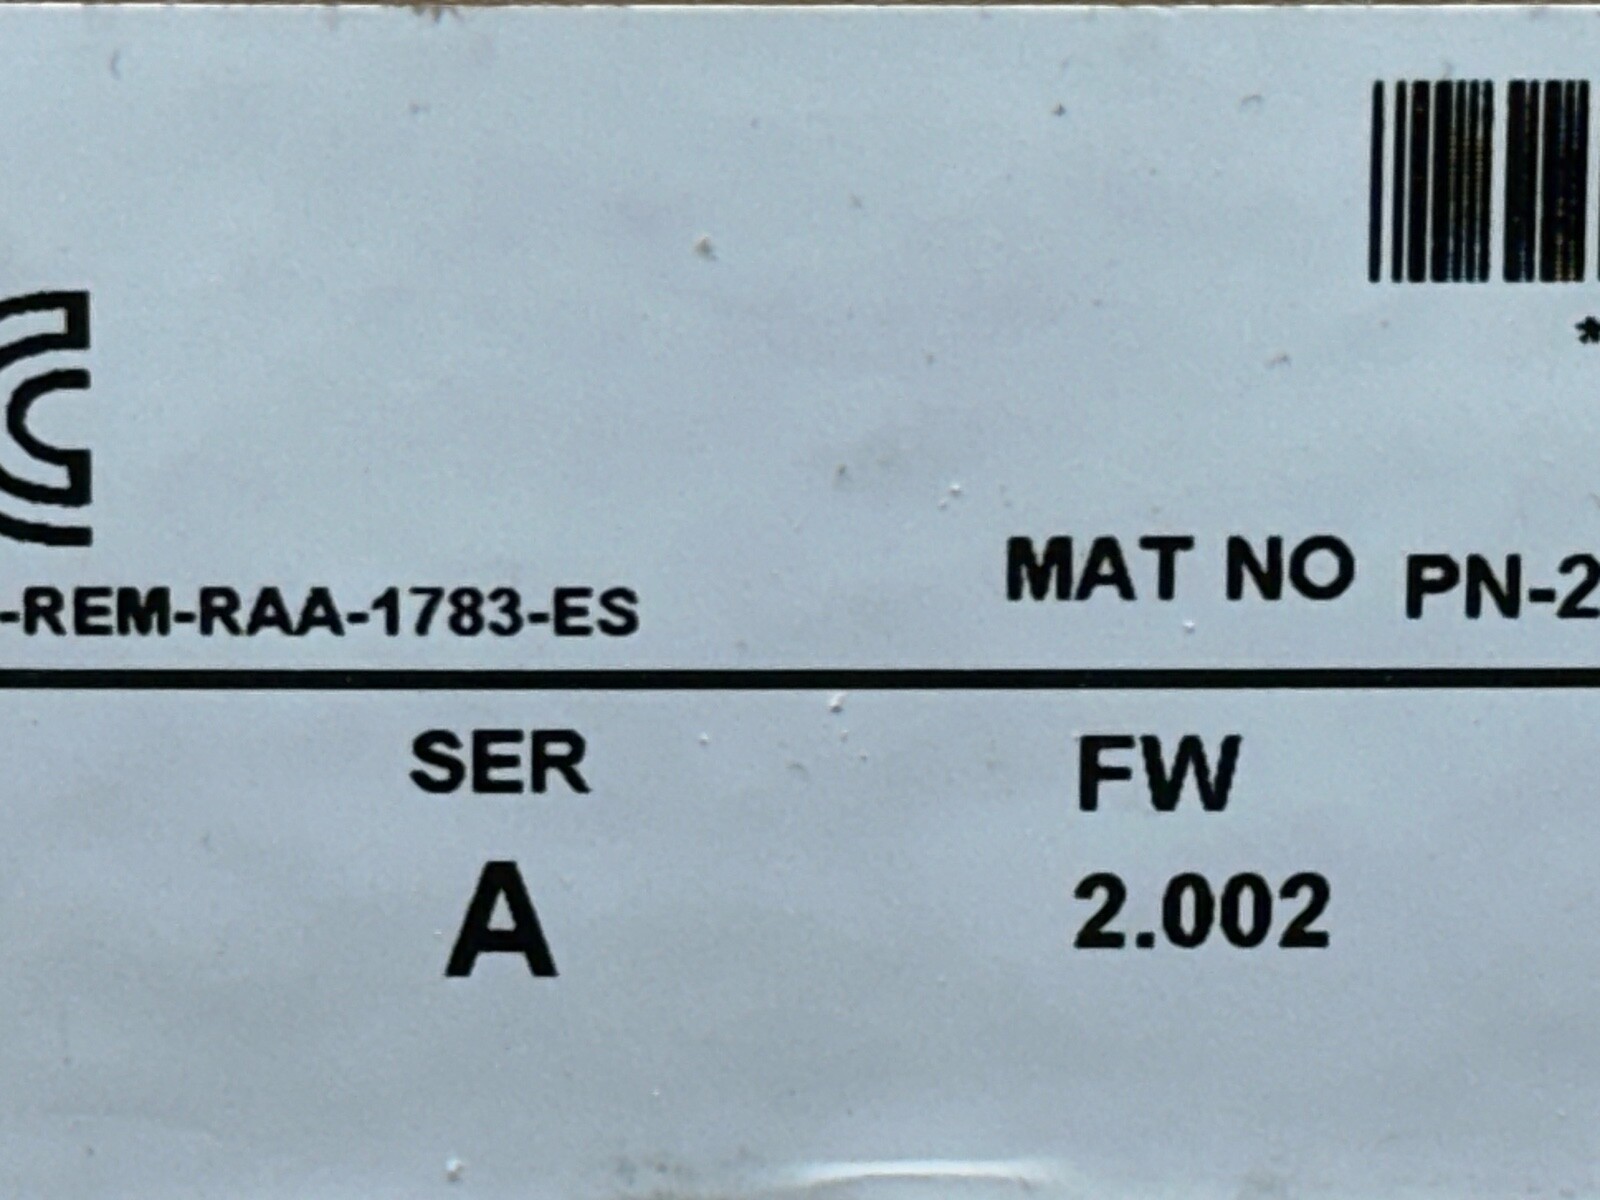 *
-REM-RAA-1783-ES
MAT NO PN-2
SER
FW
A
2.002